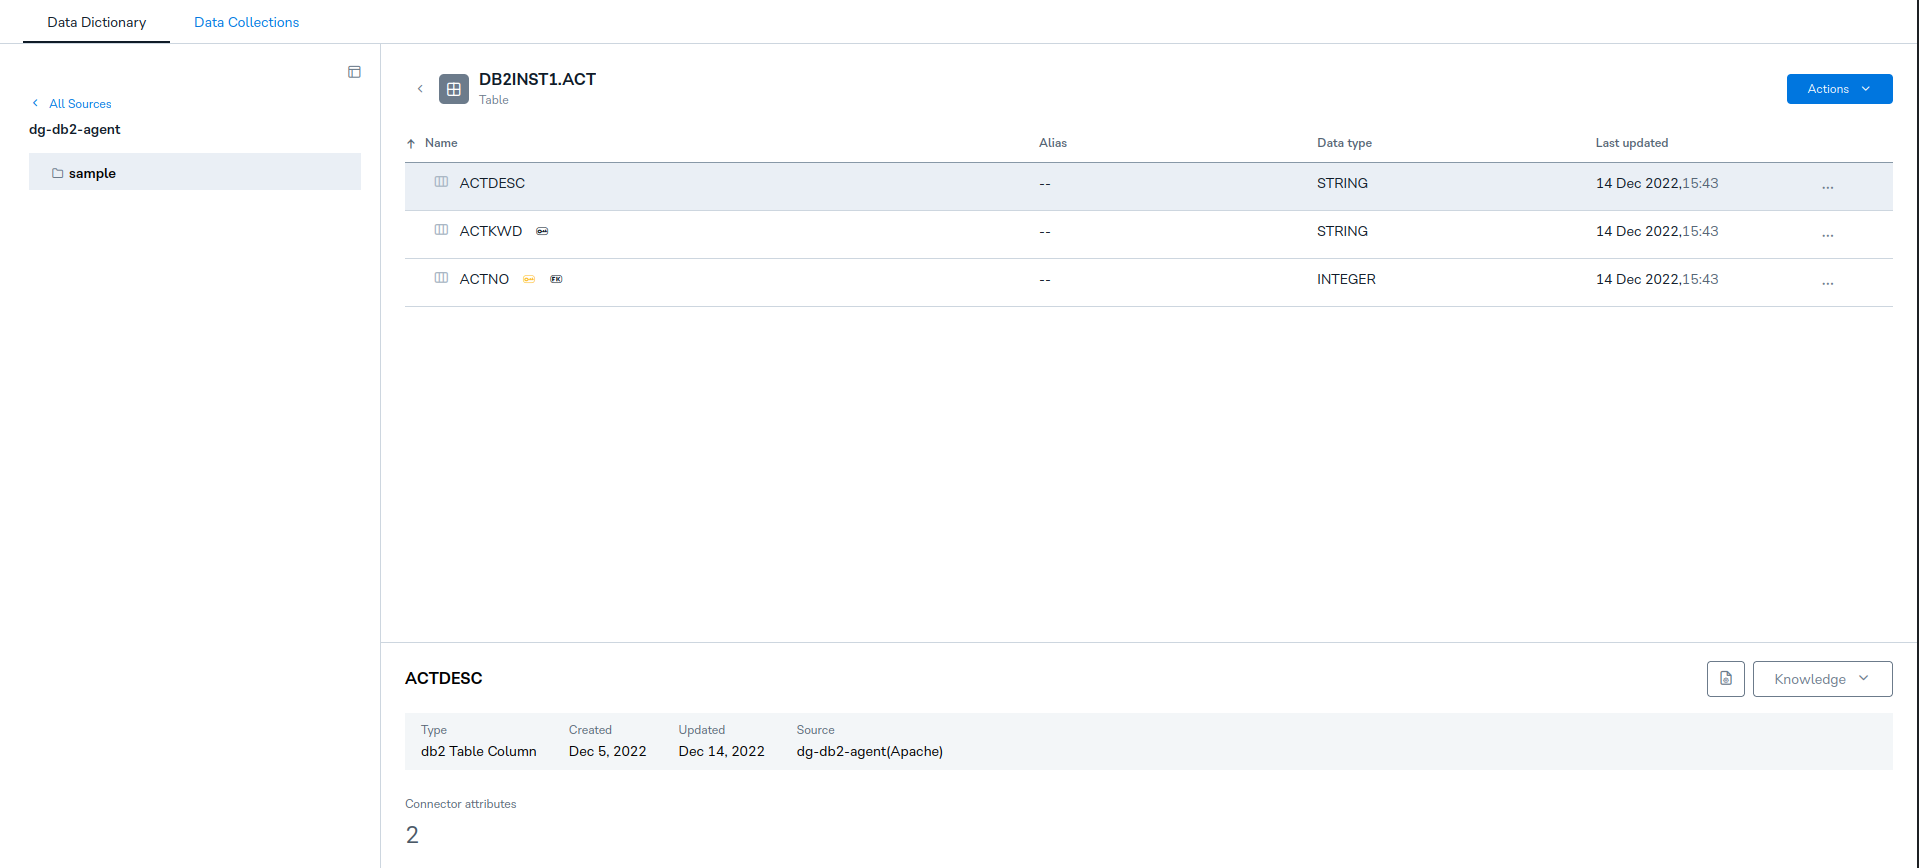 Data Dictionary Data Collections
All Sources
dg-db2-agent
sample
DB2INST1.ACT
Table
Actions
Name Alias Data type Last updated
ACTDESC -- STRING 14 Dec 2022,15:43 ...
ACTKWD -- STRING 14 Dec 2022,15:43 ...
ACTNO FK -- INTEGER 14 Dec 2022,15:43 ...
ACTDESC
Knowledge
Type Created Updated Source
db2 Table Column Dec 5, 2022 Dec 14, 2022 dg-db2-agent(Apache)
Connector attributes
2